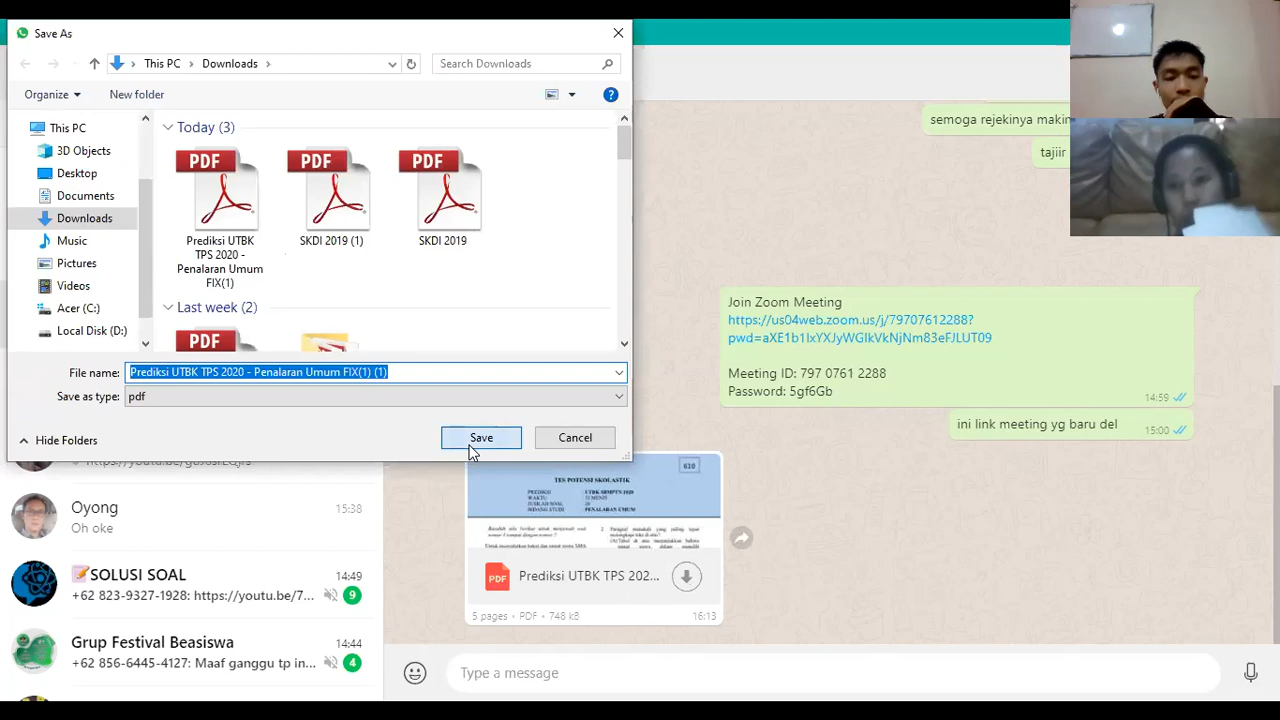 Save As
This PC
Downloads
Search Downloads
Organize
New folder
?
This PC
3D Objects
Desktop
Documents
Downloads
Music
Pictures
Videos
Acer (C:)
Local Disk (D:)
Today (3)
PDF
PDF
PDF
Prediksi UTBK
TPS 2020 -
Penalaran Umum
FIX(1)
SKDI 2019 (1)
SKDI 2019
Last week (2)
File name:
Prediksi UTBK TPS 2020 - Penalaran Umum FIX(1) (1)
Save as type:
pdf
Hide Folders
Save
Cancel
semoga rejekinya makin
tajiir
Join Zoom Meeting
https://us04web.zoom.us/j/79707612288?
pwd=aXE1b1IxYXJyWGlkVkNjNm83eFJLUT09
Meeting ID: 797 0761 2288
Password: 5gf6Gb
14:59
ini link meeting yg baru del
15:00
Oyong
15:38
Oh oke
SOLUSI SOAL
14:49
+62 823-9327-1928: https://youtu.be/7...
9
Grup Festival Beasiswa
14:44
+62 856-6445-4127: Maaf ganggu tp in...
4
610
TES POTENSI SKOLASTIK
PENALARAN UMUM
PDF
Prediksi UTBK TPS 202...
5 pages • PDF • 748 kB
16:13
Type a message